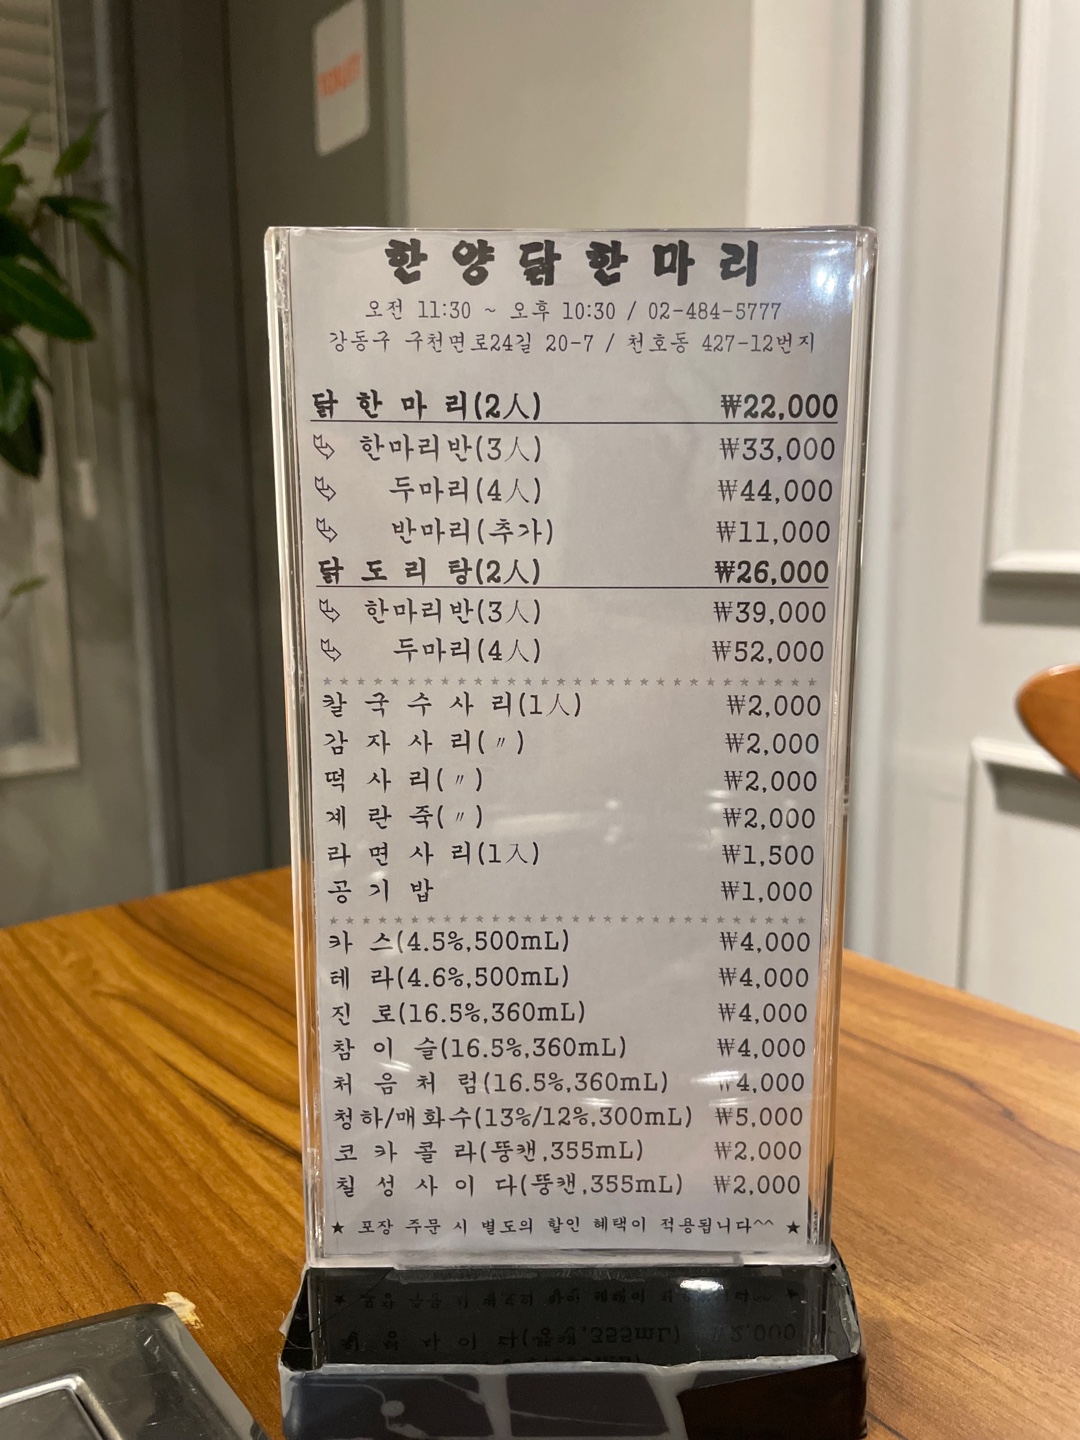 한양닭한마리
오전 11:30 ~ 오후 10:30 / 02-484-5777
강동구 구천면로24길 20-7 / 천호동 427-12번지
닭한마리(2人) ₩22,000
한마리반(3人) ₩33,000
두마리(4人) ₩44,000
반마리(추가) ₩11,000
닭도리탕(2人) ₩26,000
한마리반(3人) ₩39,000
두마리(4人) ₩52,000
칼국수사리(1人) ₩2,000
감자사리(〃) ₩2,000
떡사리(〃) ₩2,000
계란죽(〃) ₩2,000
라면사리(1入) ₩1,500
공기밥 ₩1,000
카스(4.5%,500mL) ₩4,000
테라(4.6%,500mL) ₩4,000
진로(16.5%,360mL) ₩4,000
참이슬(16.5%,360mL) ₩4,000
처음처럼(16.5%,360mL) ₩4,000
청하/매화수(13%/12%,300mL) ₩5,000
코카콜라(뚱캔,355mL) ₩2,000
칠성사이다(뚱캔,355mL) ₩2,000
★ 포장 주문 시 별도의 할인 혜택이 적용됩니다^^ ★